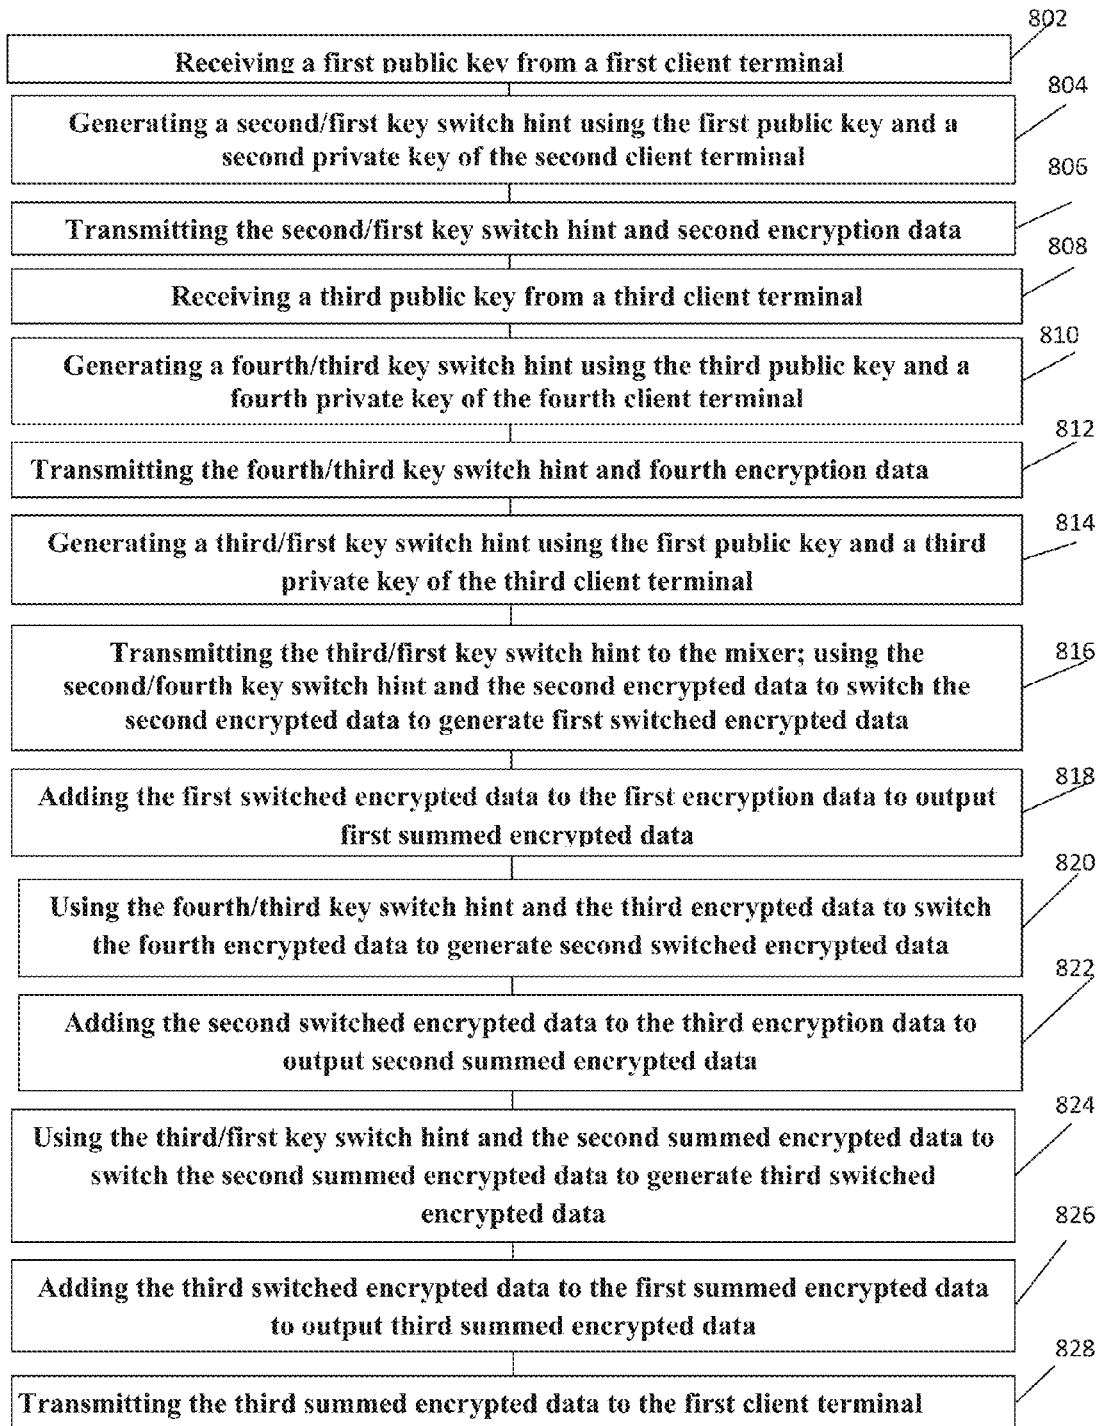 802
Receiving a first public key from a first client terminal
804
Generating a second/first key switch hint using the first public key and a
second private key of the second client terminal
806
Transmitting the second/first key switch hint and second encryption data
808
Receiving a third public key from a third client terminal
810
Generating a fourth/third key switch hint using the third public key and a
fourth private key of the fourth client terminal
812
Transmitting the fourth/third key switch hint and fourth encryption data
814
Generating a third/first key switch hint using the first public key and a third
private key of the third client terminal
816
Transmitting the third/first key switch hint to the mixer; using the
second/fourth key switch hint and the second encrypted data to switch the
second encrypted data to generate first switched encrypted data
818
Adding the first switched encrypted data to the first encryption data to output
first summed encrypted data
820
Using the fourth/third key switch hint and the third encrypted data to switch
the fourth encrypted data to generate second switched encrypted data
822
Adding the second switched encrypted data to the third encryption data to
output second summed encrypted data
824
Using the third/first key switch hint and the second summed encrypted data to
switch the second summed encrypted data to generate third switched
encrypted data
826
Adding the third switched encrypted data to the first summed encrypted data
to output third summed encrypted data
828
Transmitting the third summed encrypted data to the first client terminal